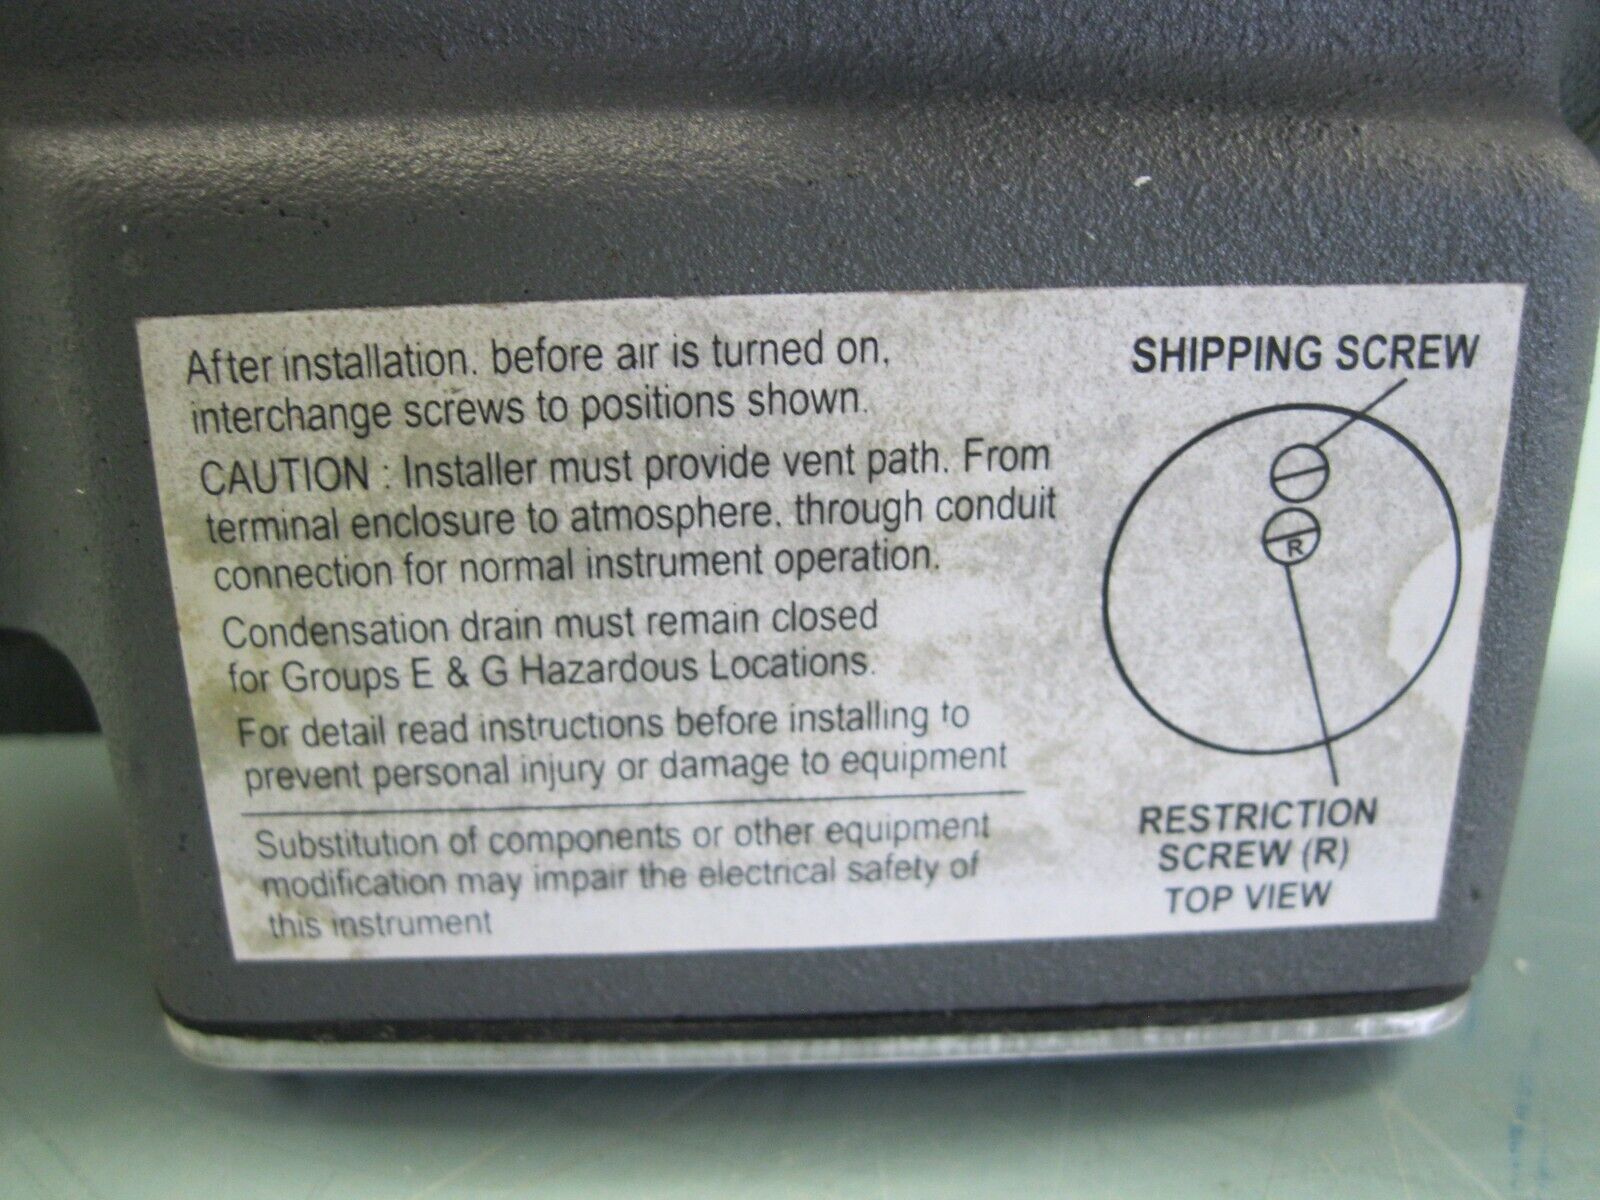 After installation, before air is turned on,
interchange screws to positions shown.
CAUTION : Installer must provide vent path. From
terminal enclosure to atmosphere. through conduit
connection for normal instrument operation.
Condensation drain must remain closed
for Groups E & G Hazardous Locations.
For detail read instructions before installing to
prevent personal injury or damage to equipment
Substitution of components or other equipment
modification may impair the electrical safety of
this instrument
SHIPPING SCREW
R
RESTRICTION
SCREW (R)
TOP VIEW